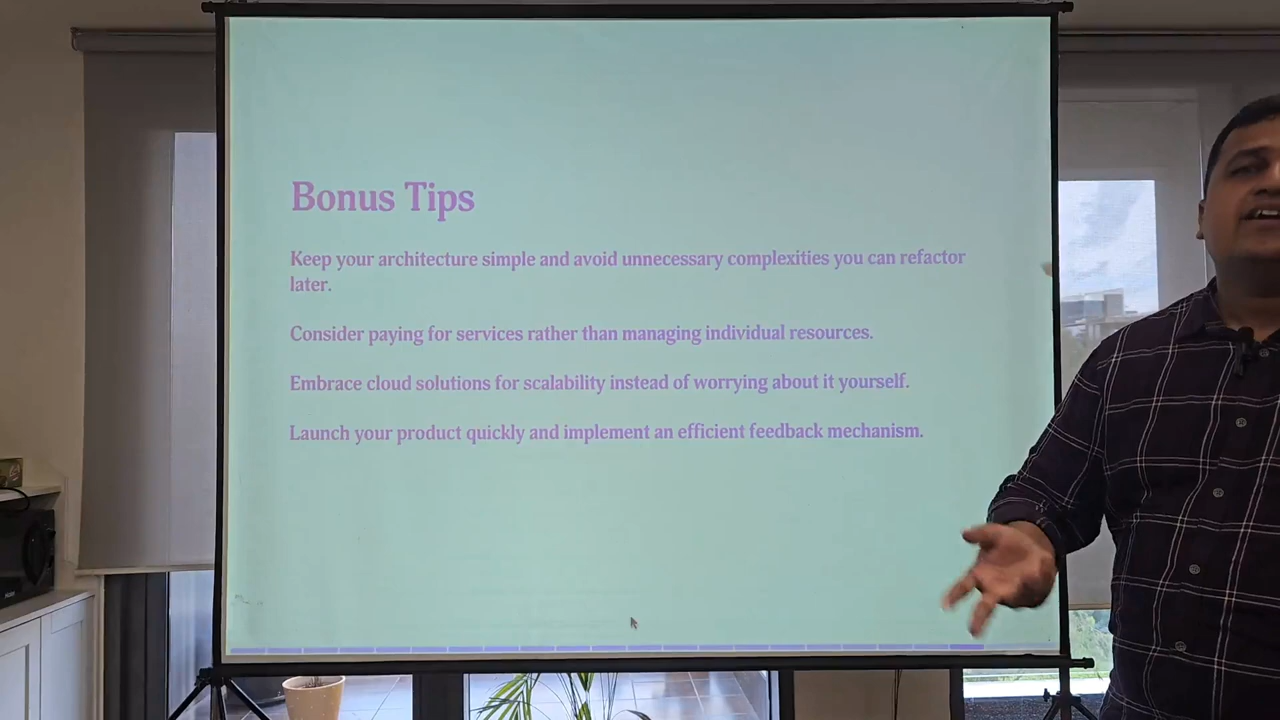 Bonus Tips
Keep your architecture simple and avoid unnecessary complexities you can refactor
later.
Consider paying for services rather than managing individual resources.
Embrace cloud solutions for scalability instead of worrying about it yourself.
Launch your product quickly and implement an efficient feedback mechanism.